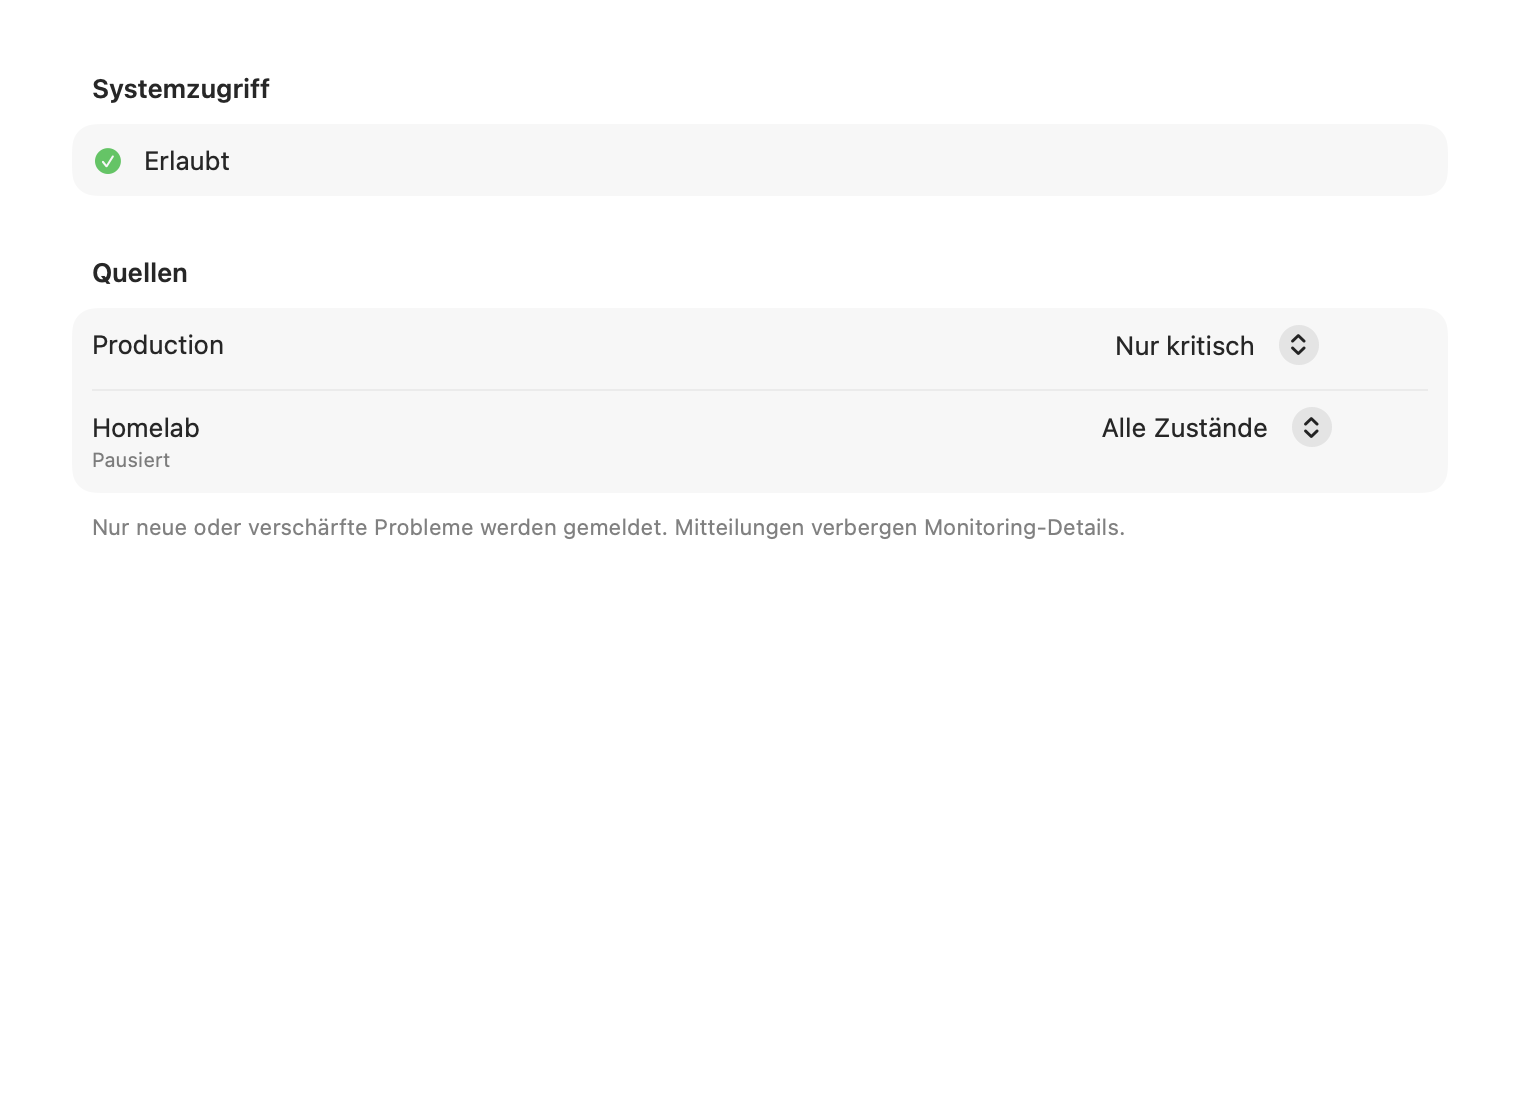 Systemzugriff
Erlaubt
Quellen
Production
Nur kritisch
Homelab
Alle Zustände
Pausiert
Nur neue oder verschärfte Probleme werden gemeldet. Mitteilungen verbergen Monitoring-Details.